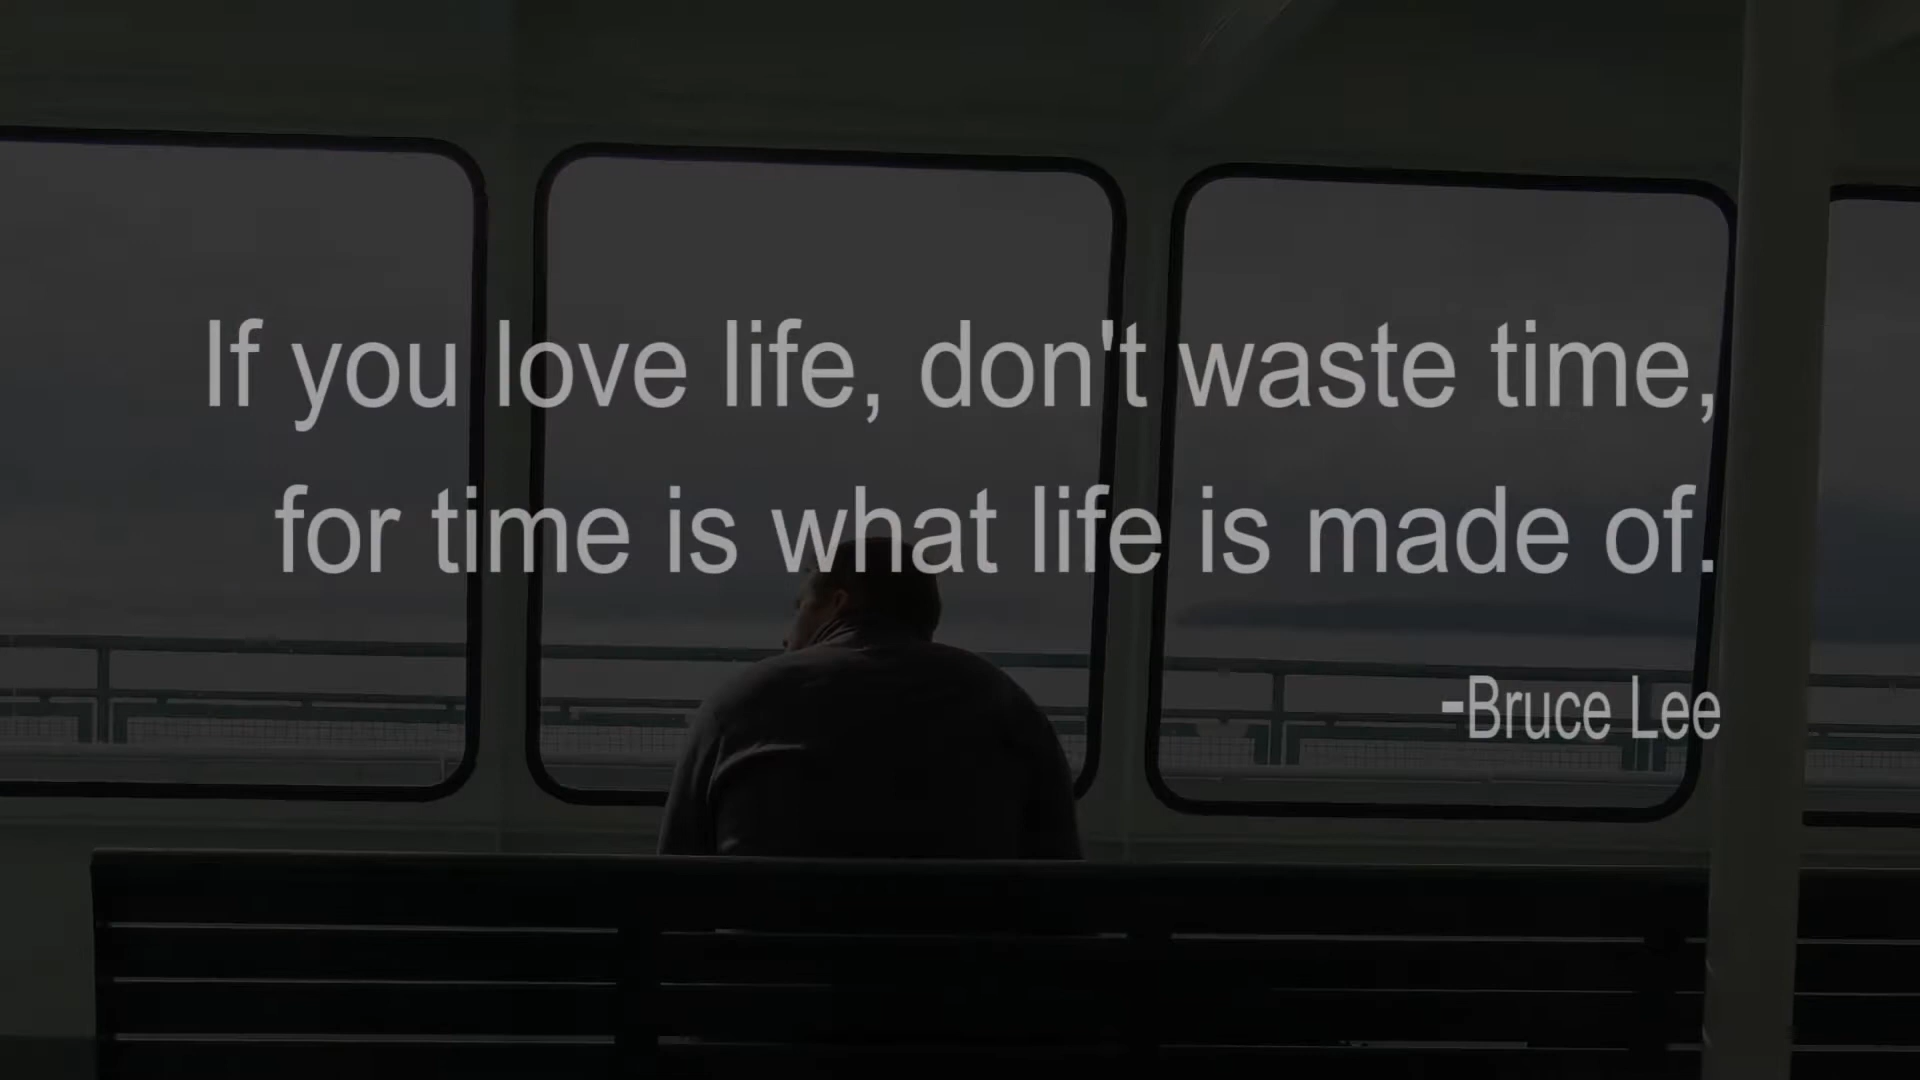 If you love life, don't waste time,
for time is what life is made of.
-Bruce Lee